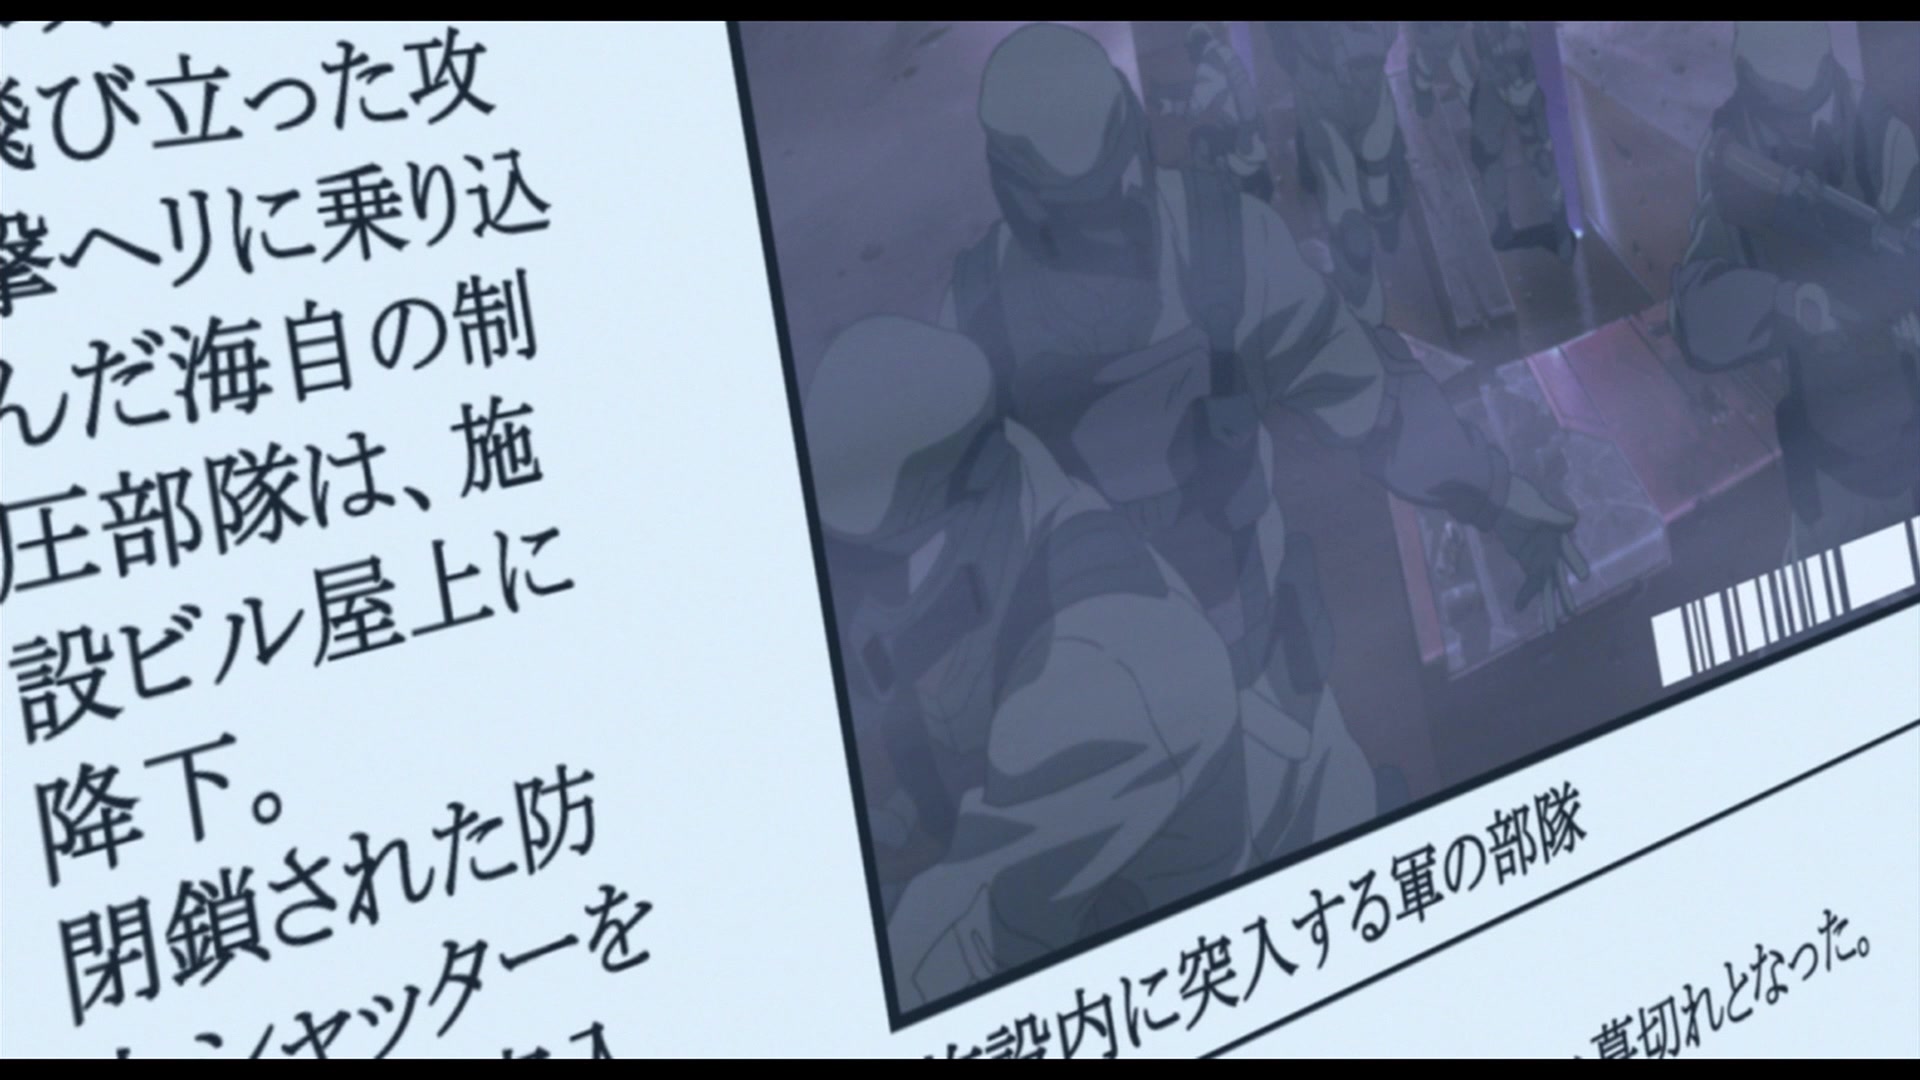 飛び立った攻
撃ヘリに乗り込
んだ海自の制
圧部隊は、施
設ビル屋上に
降下。
閉鎖された防
シャッターを
施設内に突入する軍の部隊
幕切れとなった。